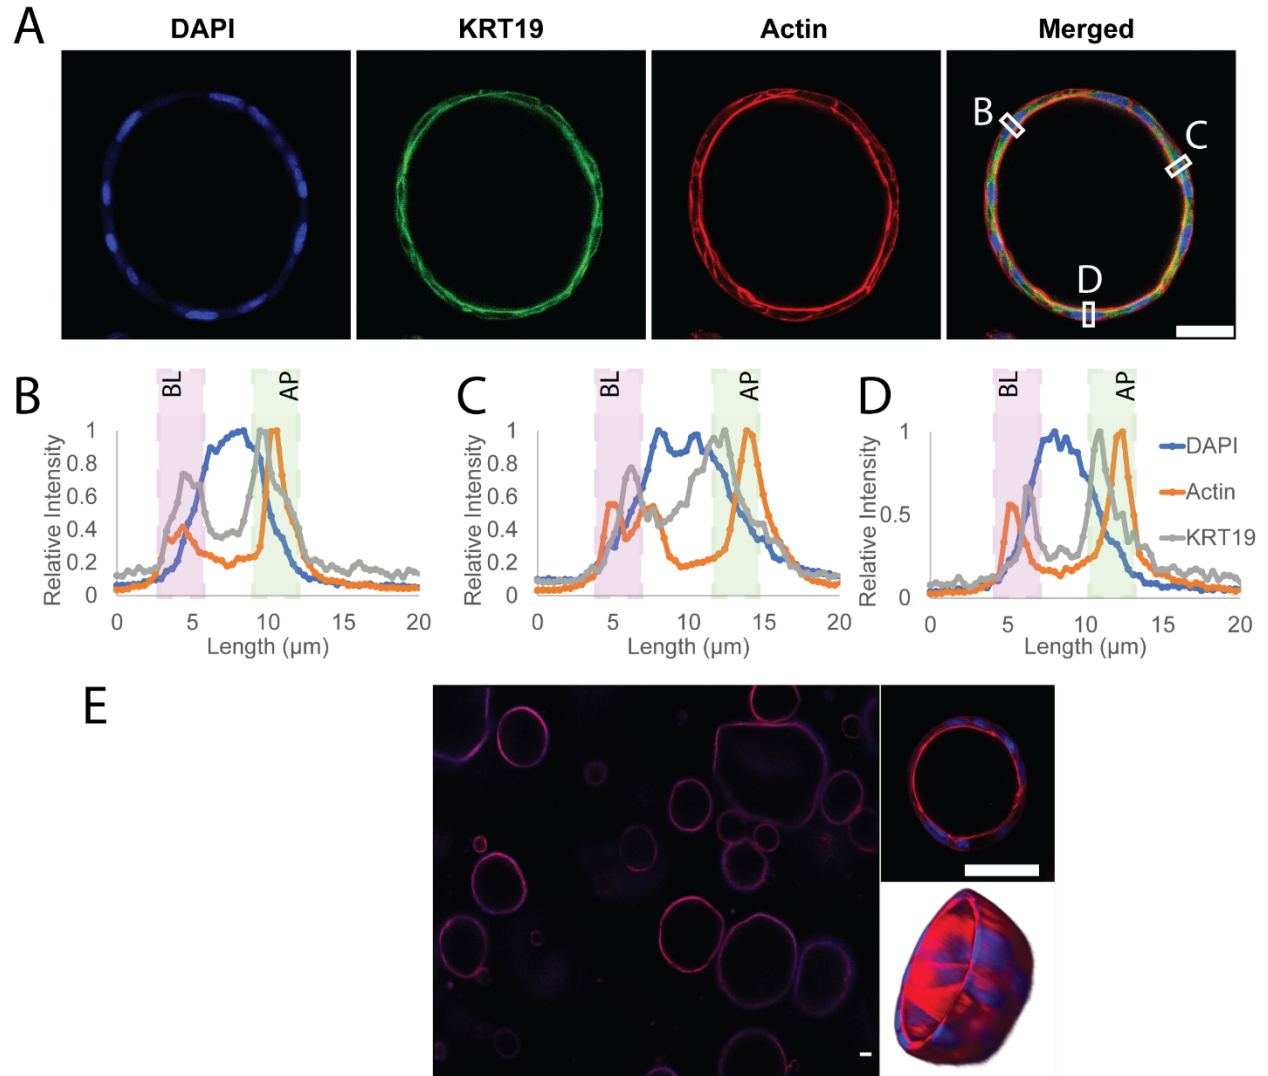 A
DAPI
KRT19
Actin
Merged
B
C
D
B
C
D
BL
AP
BL
AP
BL
AP
Relative Intensity
1
0.8
0.6
0.4
0.2
0
0
5
10
15
20
Length (µm)
Relative Intensity
1
0.8
0.6
0.4
0.2
0
0
5
10
15
20
Length (µm)
Relative Intensity
1
0.5
0
0
5
10
15
20
Length (µm)
DAPI
Actin
KRT19
E